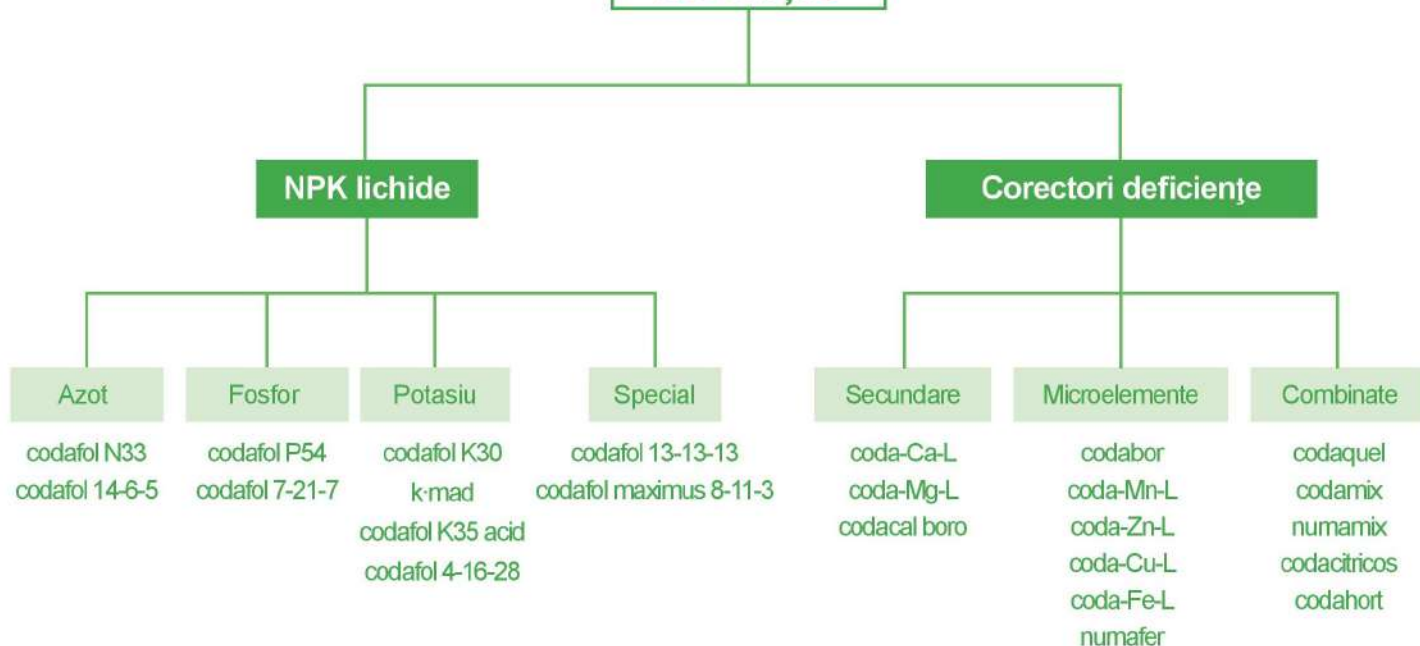 NPK lichide
Corectori deficienţe
Azot
codafol N33
codafol 14-6-5
Fosfor
codafol P54
codafol 7-21-7
Potasiu
codafol K30
k·mad
codafol K35 acid
codafol 4-16-28
Special
codafol 13-13-13
codafol maximus 8-11-3
Secundare
coda-Ca-L
coda-Mg-L
codacal boro
Microelemente
codabor
coda-Mn-L
coda-Zn-L
coda-Cu-L
coda-Fe-L
numafer
Combinate
codaquel
codamix
numamix
codacitricos
codahort